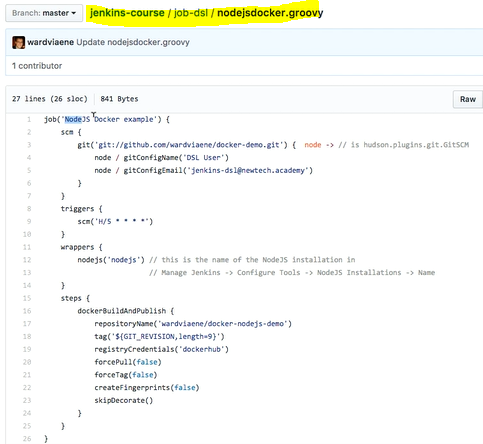 Branch: master
jenkins-course / job-dsl / nodejsdocker.groovy
wardviaene Update nodejsdocker.groovy
1 contributor
27 lines (26 sloc) 841 Bytes
Raw
1 job('NodeJS Docker example') {
2 scm {
3 git('git://github.com/wardviaene/docker-demo.git') { node -> // is hudson.plugins.git.GitSCM
4 node / gitConfigName('DSL User')
5 node / gitConfigEmail('jenkins-dsl@newtech.academy')
6 }
7 }
8 triggers {
9 scm('H/5 * * * *')
10 }
11 wrappers {
12 nodejs('nodejs') // this is the name of the NodeJS installation in
13 // Manage Jenkins -> Configure Tools -> NodeJS Installations -> Name
14 }
15 steps {
16 dockerBuildAndPublish {
17 repositoryName('wardviaene/docker-nodejs-demo')
18 tag('${GIT_REVISION,length=9}')
19 registryCredentials('dockerhub')
20 forcePull(false)
21 forceTag(false)
22 createFingerprints(false)
23 skipDecorate()
24 }
25 }
26 }